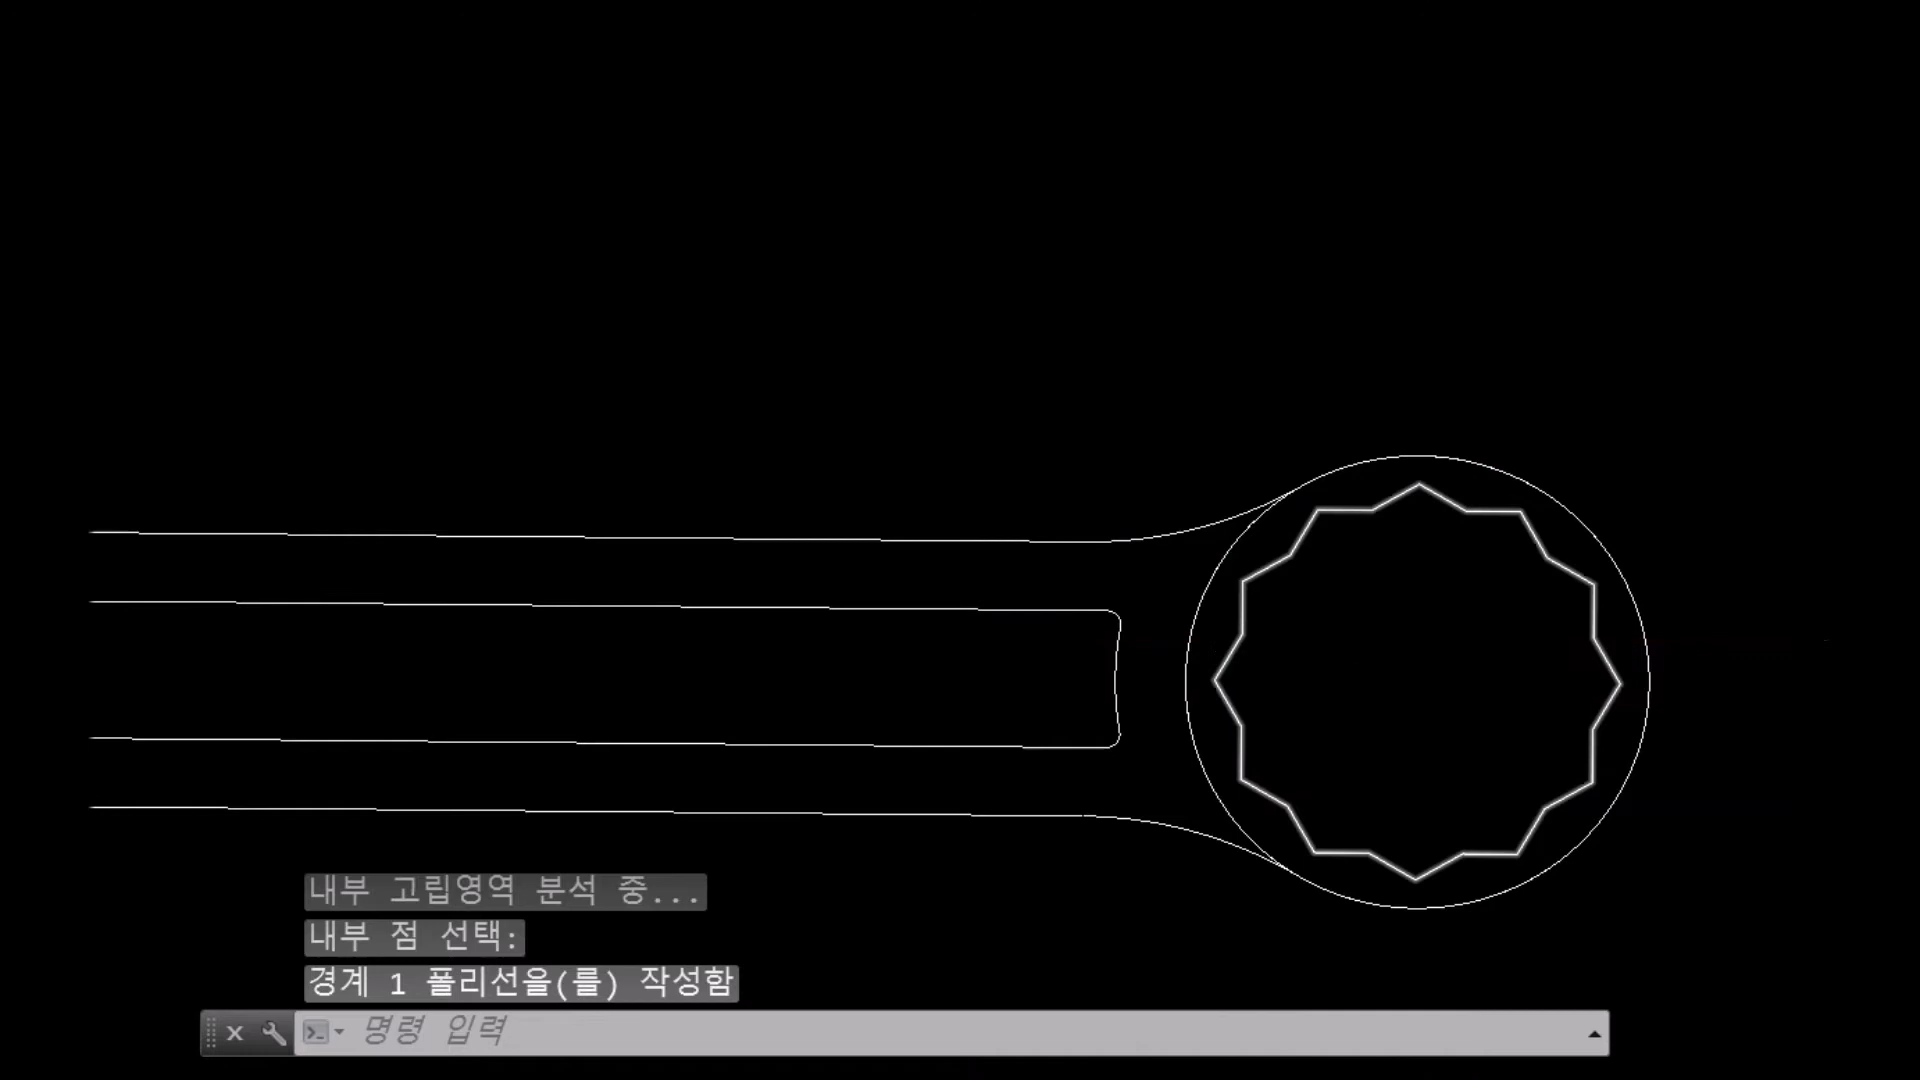 내부 고립영역 분석 중...
내부 점 선택:
경계 1 폴리선을(를) 작성함
명령 입력